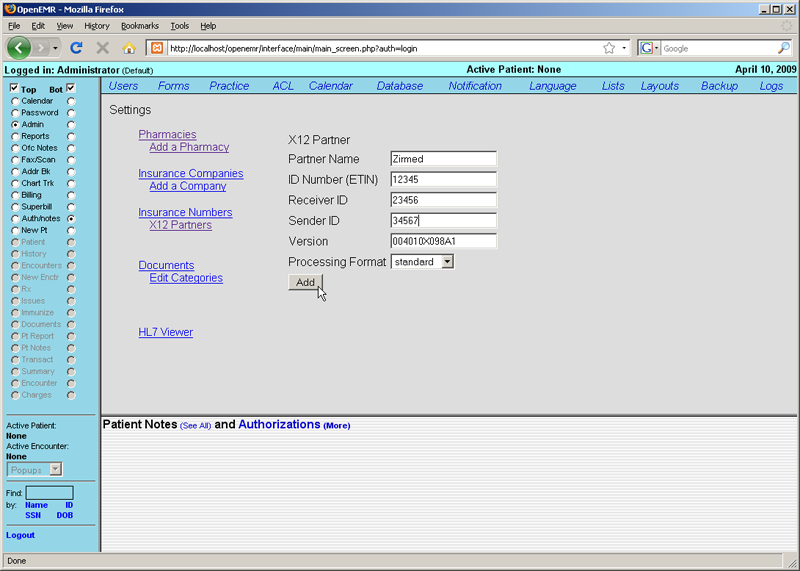 OpenEMR - Mozilla Firefox
File Edit View History Bookmarks Tools Help
http://localhost/openemr/interface/main/main_screen.php?auth=login
Google
Logged in: Administrator (Default) Active Patient: None April 10, 2009
Users Forms Practice ACL Calendar Database Notification Language Lists Layouts Backup Logs
Top Bot
Calendar
Password
Admin
Reports
Ofc Notes
Fax/Scan
Addr Bk
Chart Trk
Billing
Superbill
Auth/notes
New Pt
Patient
History
Encounters
New Enctr
Rx
Issues
Immunize
Documents
Pt Report
Pt Notes
Transact
Summary
Encounter
Charges
Active Patient:
None
Active Encounter:
None
Popups
Find:
by: Name ID
SSN DOB
Logout
Settings
Pharmacies
Add a Pharmacy
Insurance Companies
Add a Company
Insurance Numbers
X12 Partners
Documents
Edit Categories
HL7 Viewer
X12 Partner
Partner Name Zirmed
ID Number (ETIN) 12345
Receiver ID 23456
Sender ID 34567
Version 004010X098A1
Processing Format standard
Add
Patient Notes (See All) and Authorizations (More)
Done